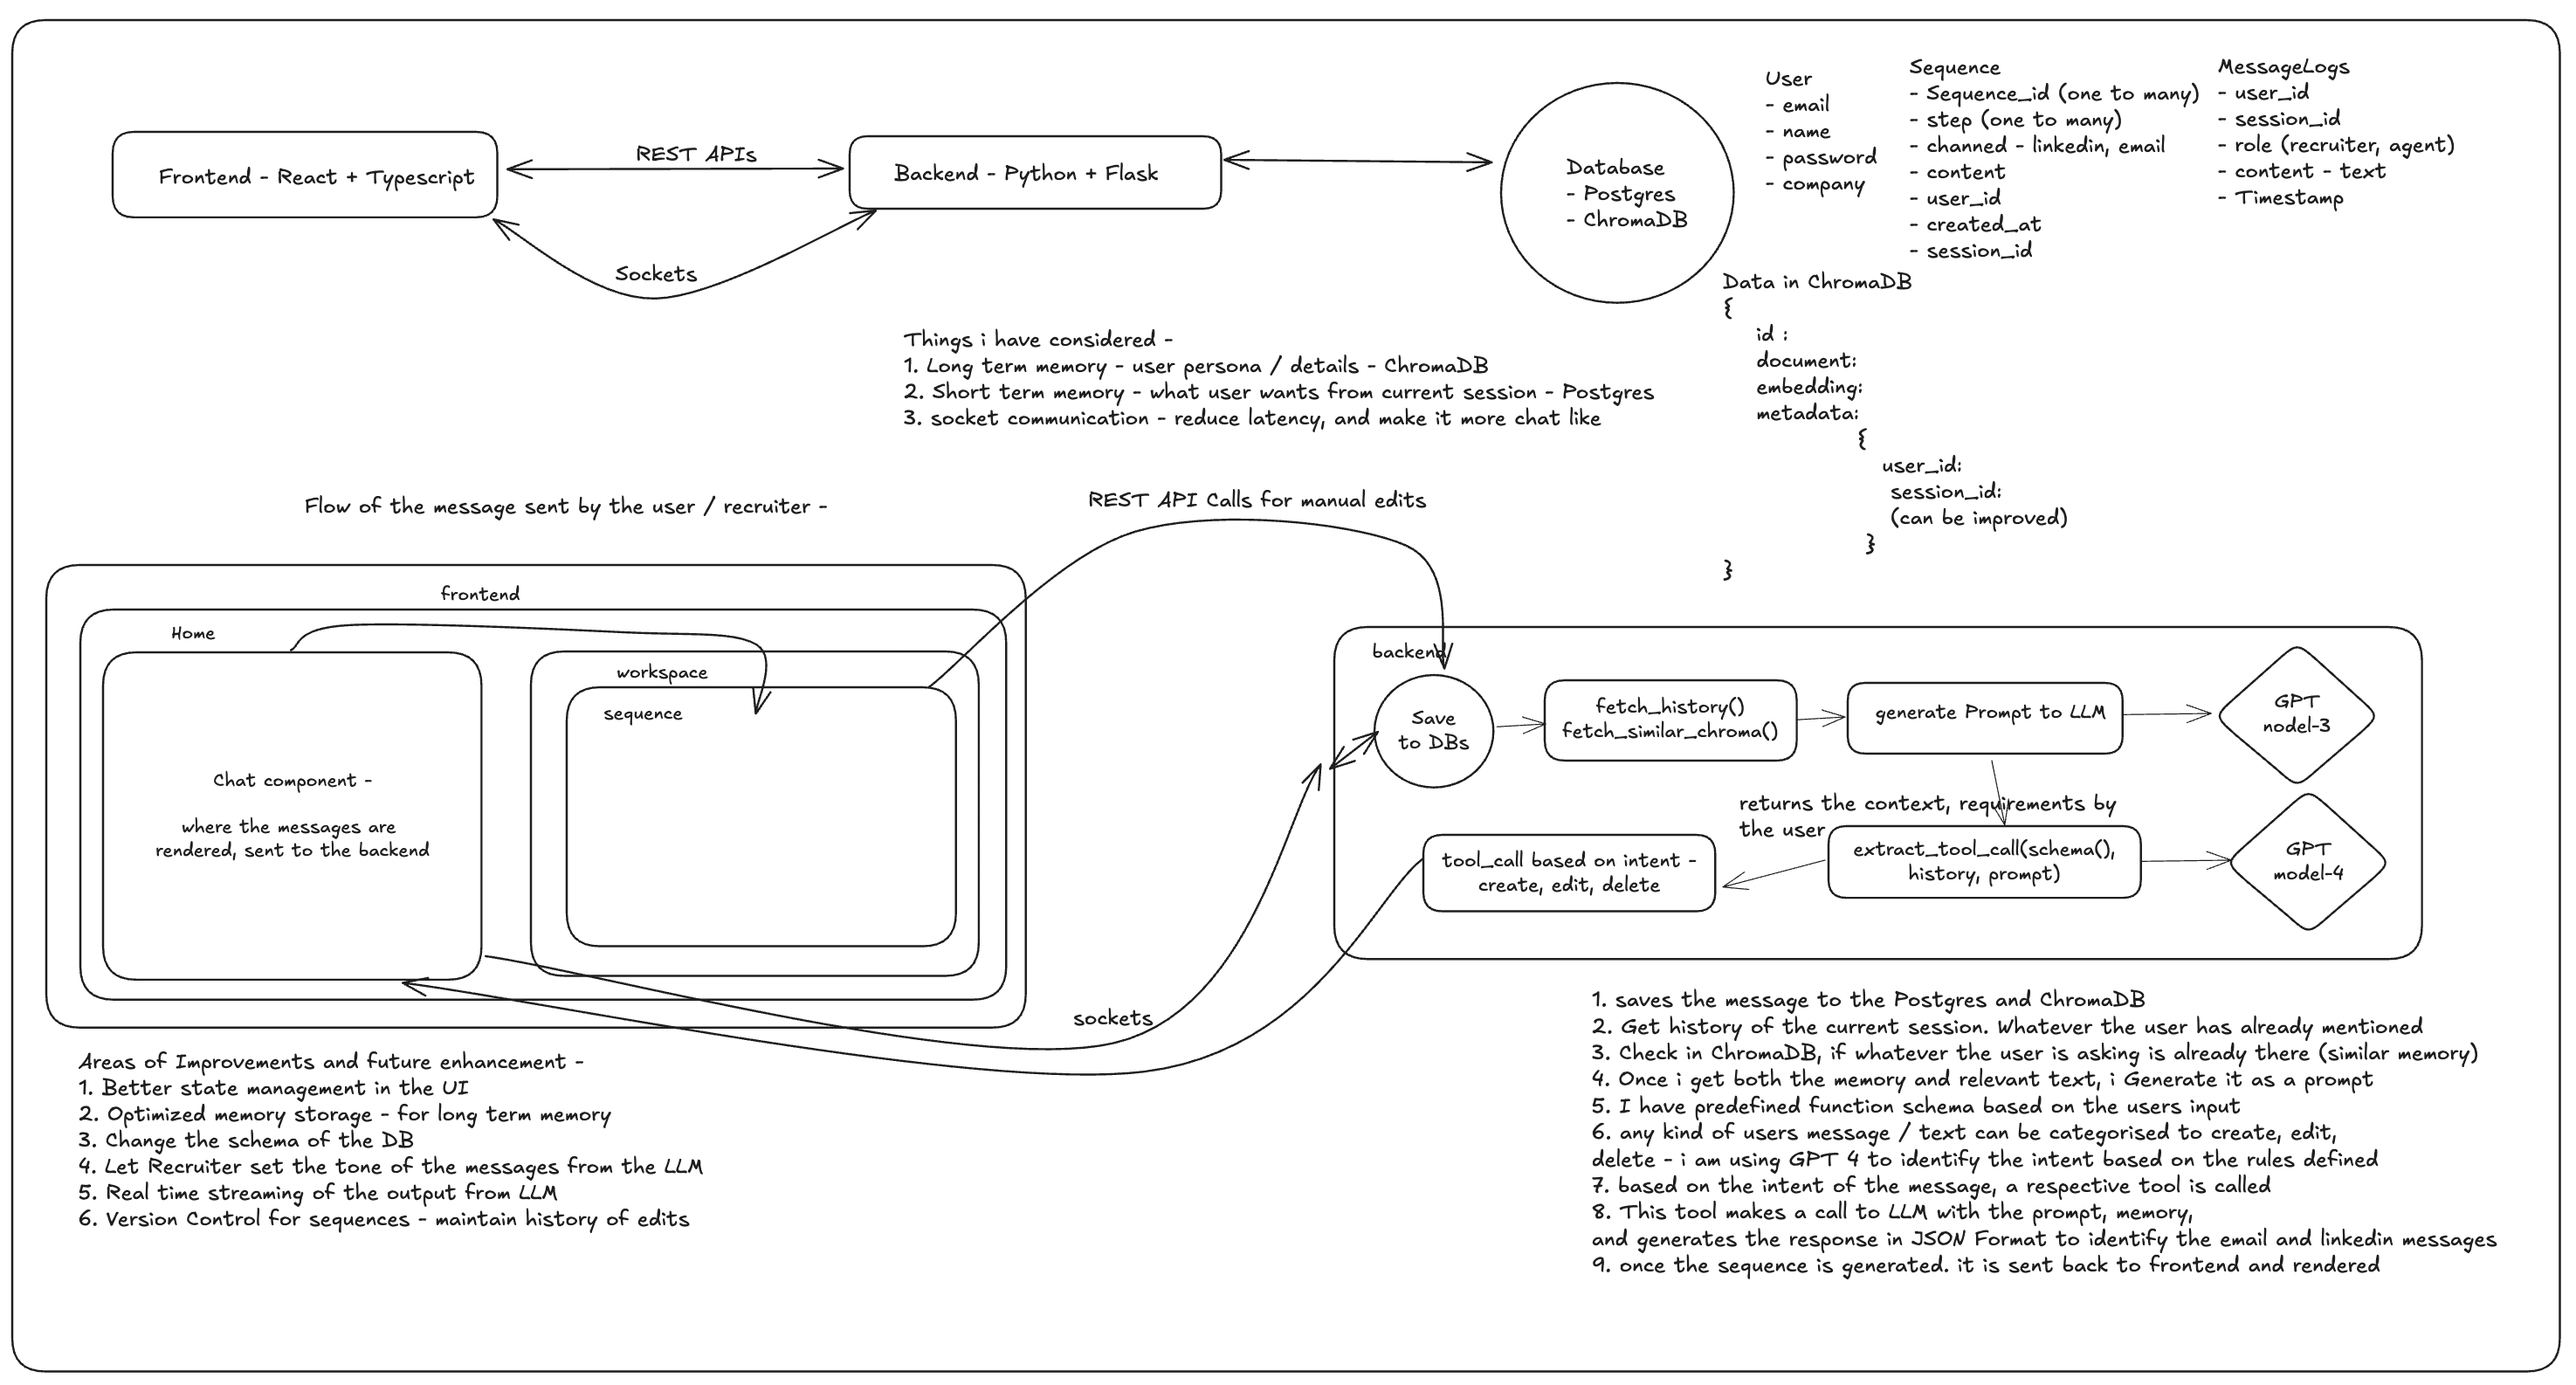 Frontend - React + Typescript
REST APIs
Sockets
Backend - Python + Flask
Database
- Postgres
- ChromaDB
User
- email
- name
- password
- company
Sequence
- Sequence_id (one to many)
- step (one to many)
- channed - linkedin, email
- content
- user_id
- created_at
- session_id
MessageLogs
- user_id
- session_id
- role (recruiter, agent)
- content - text
- Timestamp
Data in ChromaDB
{
id :
document:
embedding:
metadata:
{
user_id:
session_id:
(can be improved)
}
}
Things i have considered -
1. Long term memory - user persona / details - ChromaDB
2. Short term memory - what user wants from current session - Postgres
3. socket communication - reduce latency, and make it more chat like
Flow of the message sent by the user / recruiter -
REST API Calls for manual edits
frontend
Home
workspace
sequence
Chat component -
where the messages are
rendered, sent to the backend
sockets
backend
Save
to DBs
fetch_history()
fetch_similar_chroma()
generate Prompt to LLM
GPT
nodel-3
returns the context, requirements by
the user
extract_tool_call(schema(),
history, prompt)
GPT
model-4
tool_call based on intent -
create, edit, delete
Areas of Improvements and future enhancement -
1. Better state management in the UI
2. Optimized memory storage - for long term memory
3. Change the schema of the DB
4. Let Recruiter set the tone of the messages from the LLM
5. Real time streaming of the output from LLM
6. Version Control for sequences - maintain history of edits
1. saves the message to the Postgres and ChromaDB
2. Get history of the current session. Whatever the user has already mentioned
3. Check in ChromaDB, if whatever the user is asking is already there (similar memory)
4. Once i get both the memory and relevant text, i Generate it as a prompt
5. I have predefined function schema based on the users input
6. any kind of users message / text can be categorised to create, edit,
delete - i am using GPT 4 to identify the intent based on the rules defined
7. based on the intent of the message, a respective tool is called
8. This tool makes a call to LLM with the prompt, memory,
and generates the response in JSON Format to identify the email and linkedin messages
9. once the sequence is generated. it is sent back to frontend and rendered